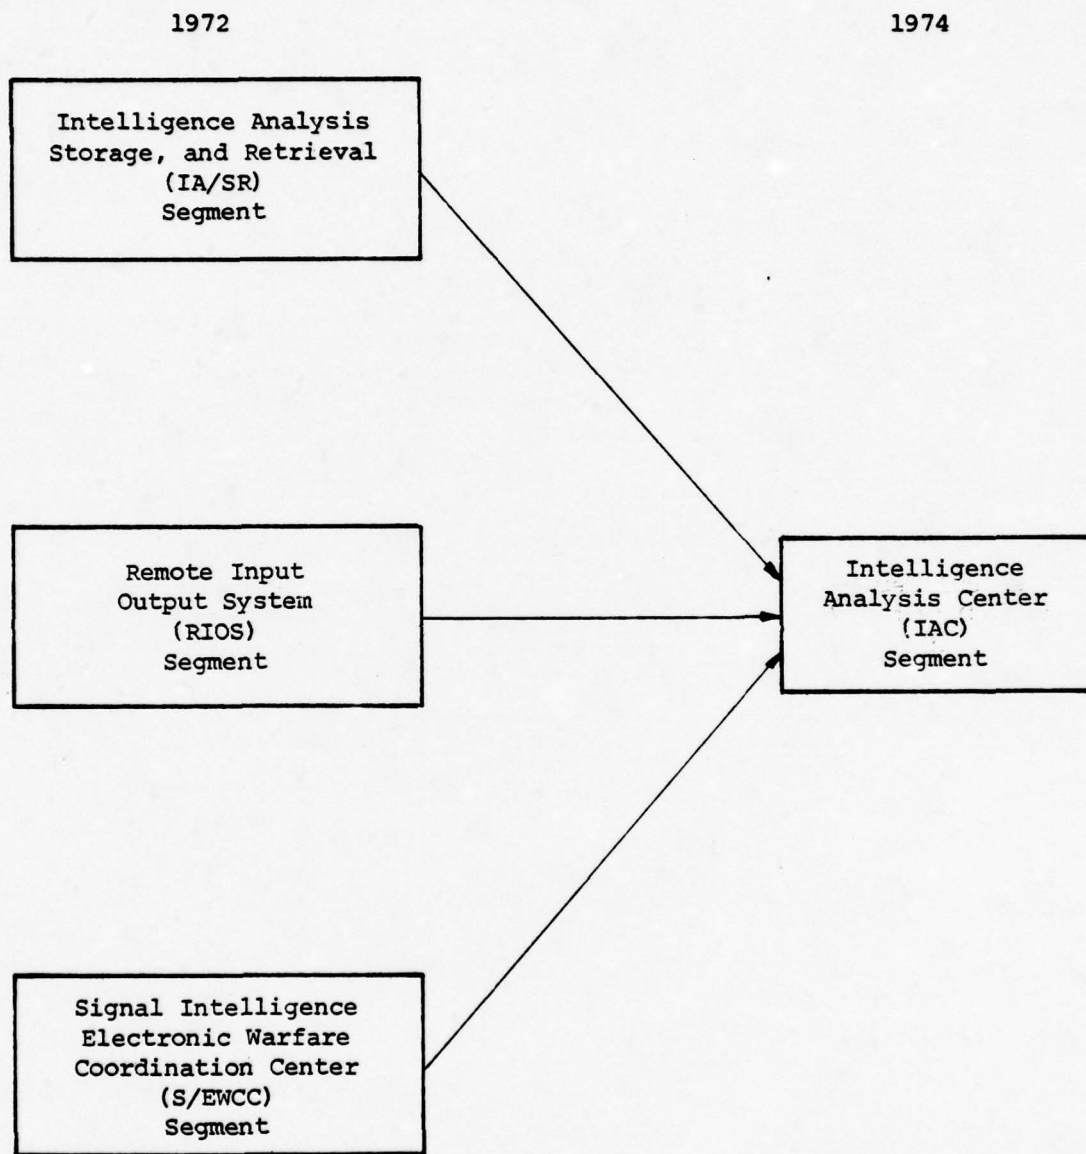 1972
1974
Intelligence Analysis
Storage, and Retrieval
(IA/SR)
Segment
Remote Input
Output System
(RIOS)
Segment
Intelligence
Analysis Center
(IAC)
Segment
Signal Intelligence
Electronic Warfare
Coordination Center
(S/EWCC)
Segment